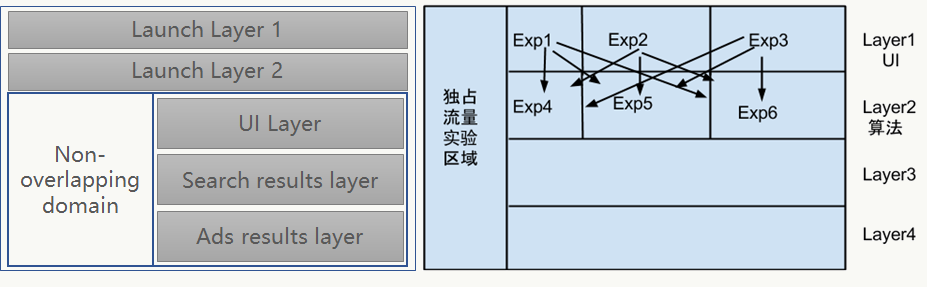 Launch Layer 1
Launch Layer 2
Non-
overlapping
domain
UI Layer
Search results layer
Ads results layer
独占
流量
实验
区域
Exp1
Exp2
Exp3
Exp4
Exp5
Exp6
Layer1
UI
Layer2
算法
Layer3
Layer4